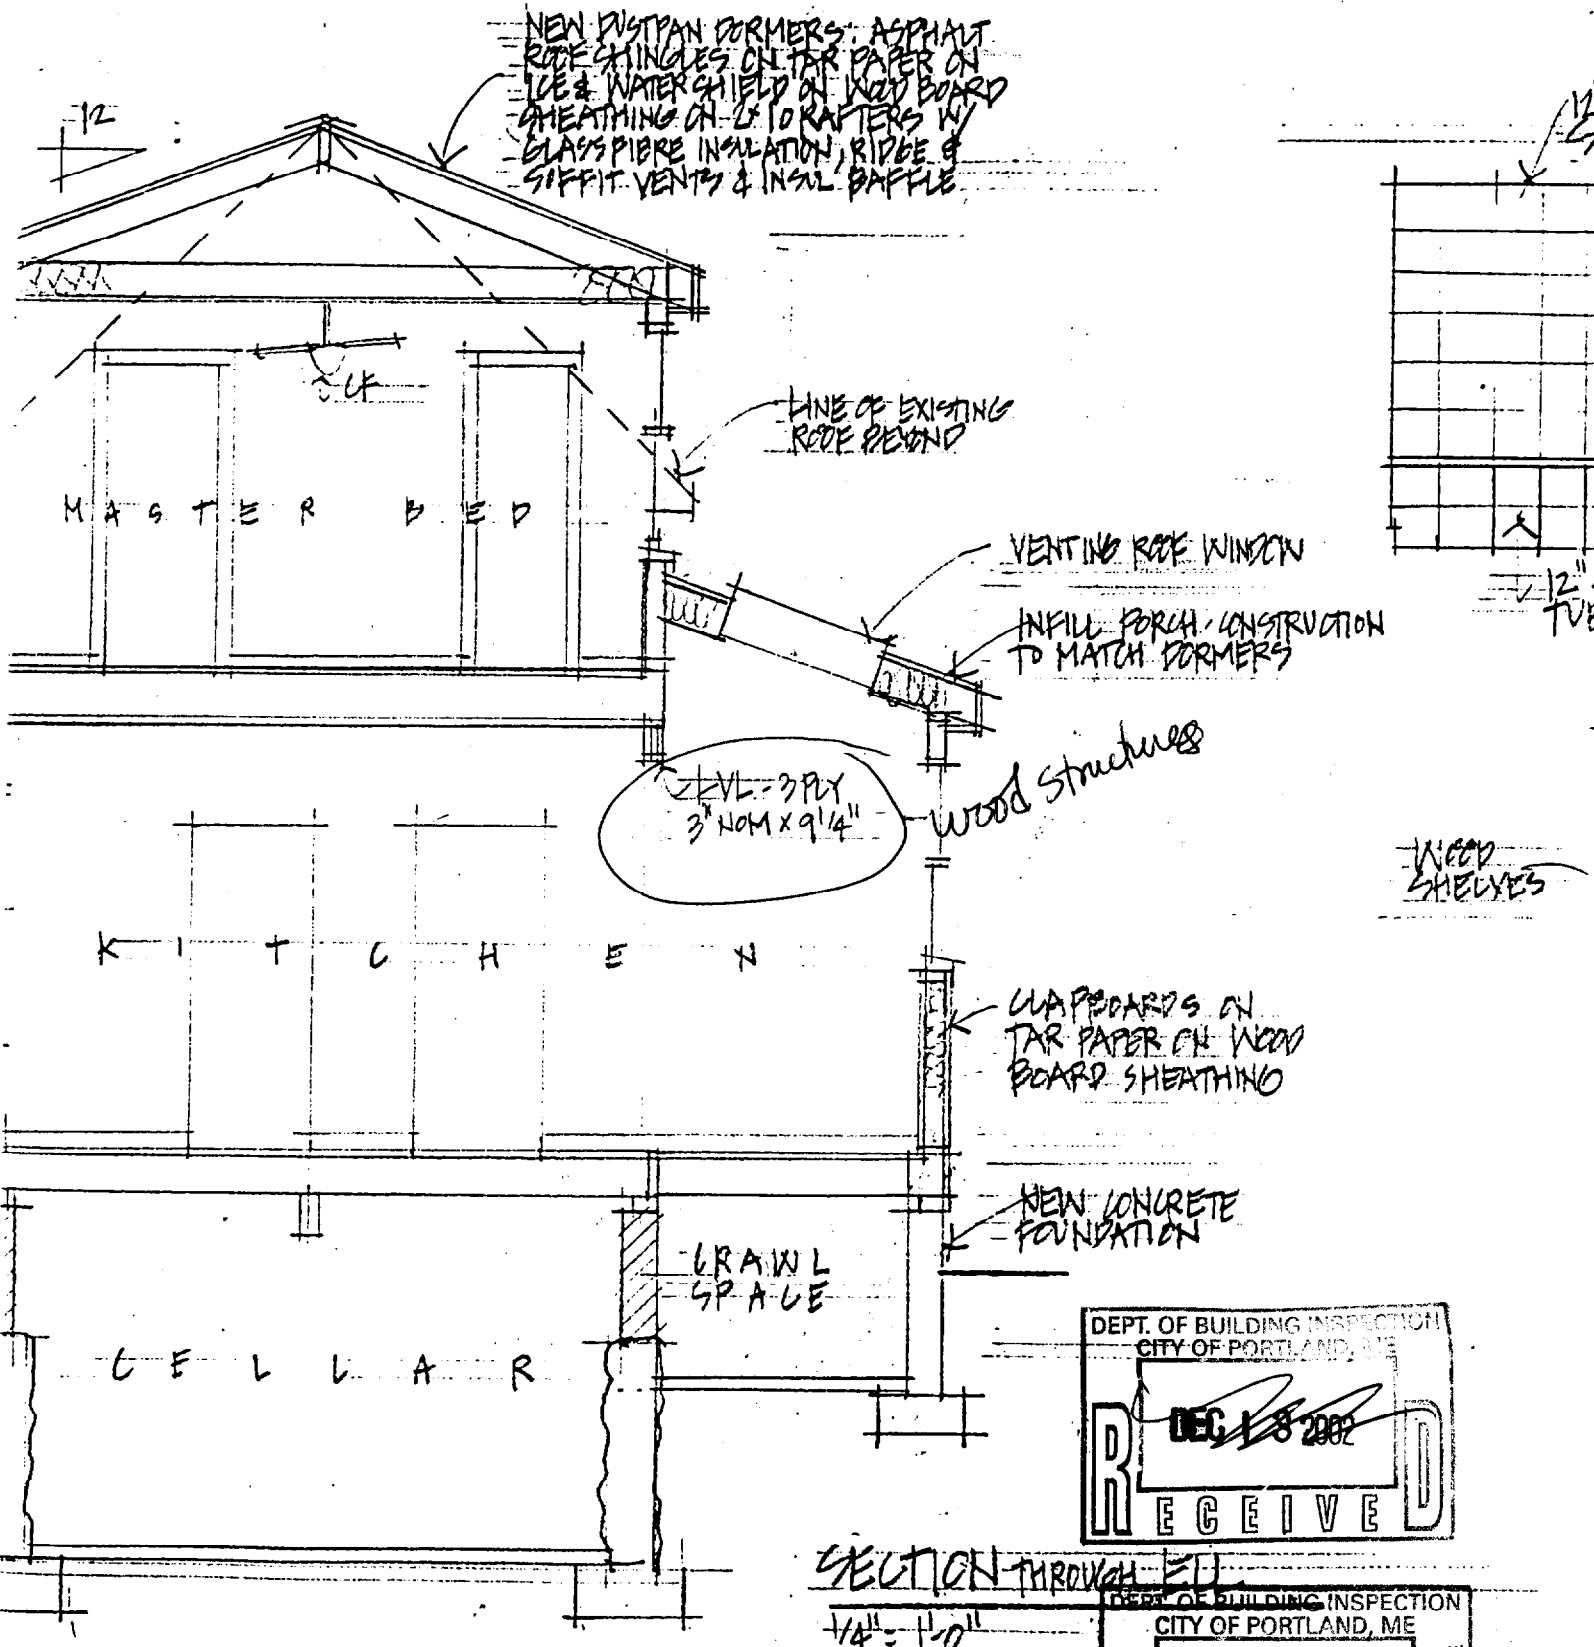 NEW DUSTPAN DORMERS: ASPHALT
ROOF SHINGLES ON TAR PAPER ON
ICE & WATER SHIELD ON WOOD BOARD
SHEATHING ON 2x10 RAFTERS W/
GLASS FIBRE INSULATION, RIDGE &
SOFFIT VENTS & INSUL BAFFLE
12
12
CF
LINE OF EXISTING
ROOF BEYOND
MASTER BED
VENTING ROOF WINDOW
12"
INFILL PORCH - CONSTRUCTION
TO MATCH DORMERS
LVL - 3 PLY
3" NOM x 9 1/4"
Wood Structures
WOOD
SHELVES
KITCHEN
CLAPBOARDS ON
TAR PAPER ON WOOD
BOARD SHEATHING
NEW CONCRETE
FOUNDATION
CRAWL
SPACE
CELLAR
DEPT. OF BUILDING INSPECTION
CITY OF PORTLAND, ME
DEC 18 2002
RECEIVED
SECTION THROUGH
1/4" = 1'-0"
DEPT. OF BUILDING INSPECTION
CITY OF PORTLAND, ME